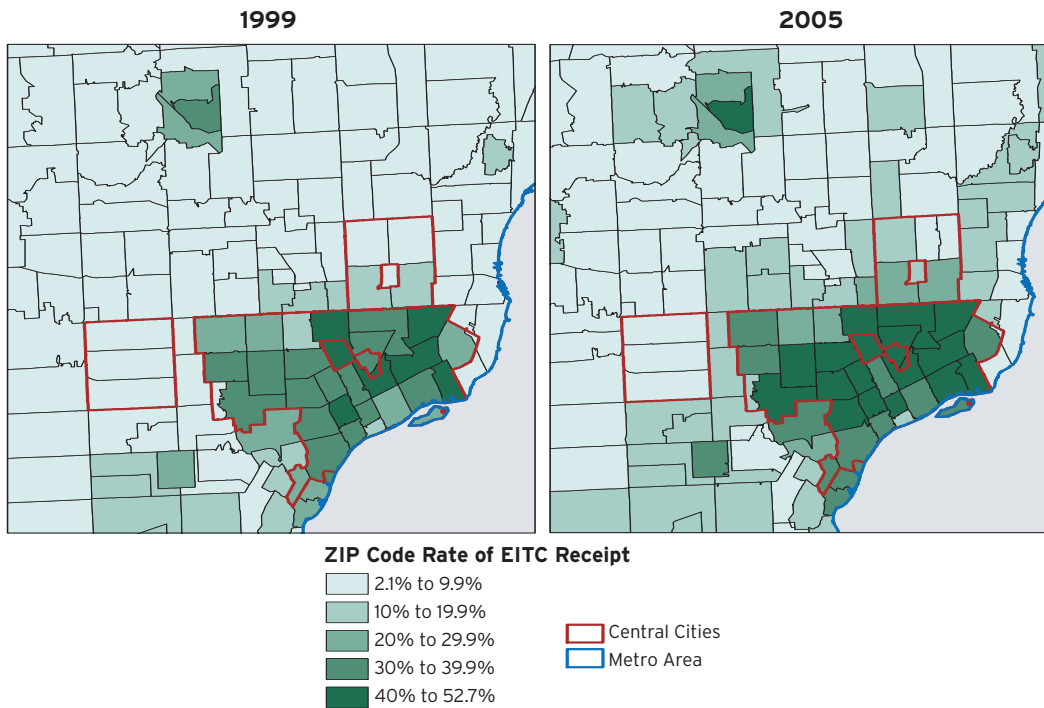 1999
2005
ZIP Code Rate of EITC Receipt
2.1% to 9.9%
10% to 19.9%
20% to 29.9%
30% to 39.9%
40% to 52.7%
Central Cities
Metro Area